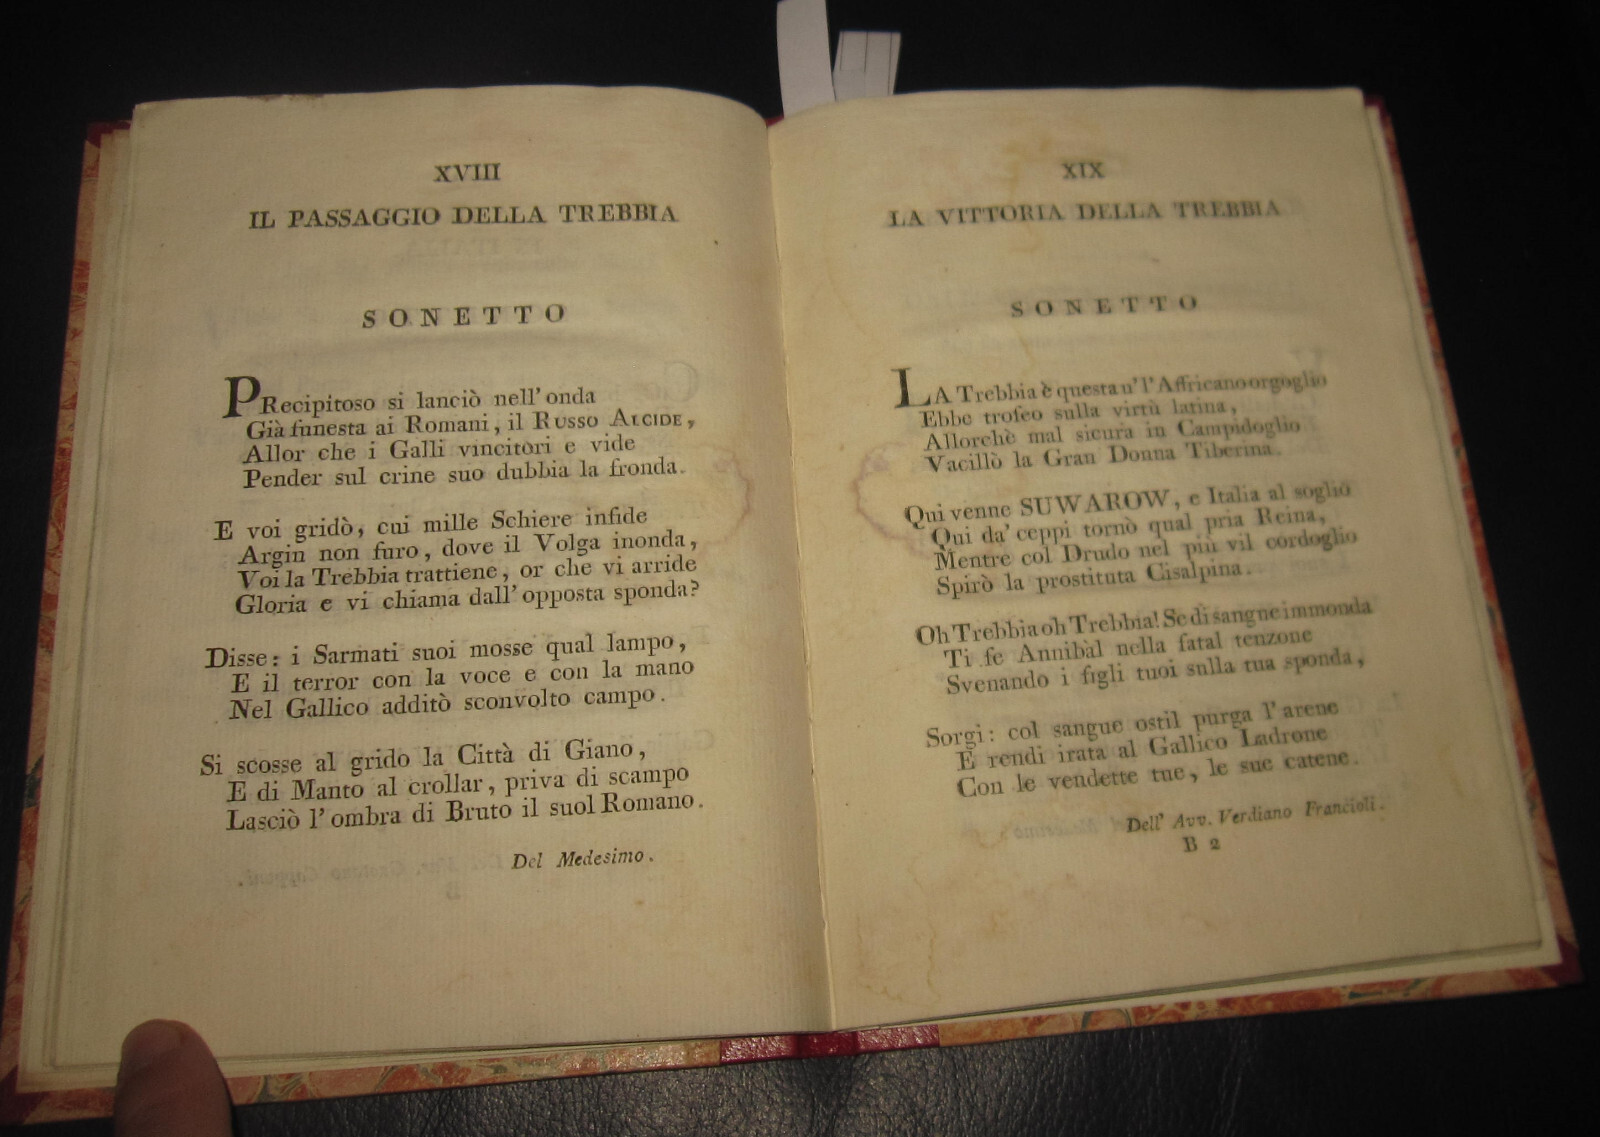 XVIII
IL PASSAGGIO DELLA TREBBIA
SONETTO
PRecipitoso si lanciò nell' onda
Già funesta ai Romani, il Russo Alcide,
Allor che i Galli vincitori e vide
Pender sul crine suo dubbia la fronda.
E voi gridò, cui mille Schiere infide
Argin non furo, dove il Volga inonda,
Voi la Trebbia trattiene, or che vi arride
Gloria e vi chiama dall' opposta sponda?
Disse: i Sarmati suoi mosse qual lampo,
E il terror con la voce e con la mano
Nel Gallico additò sconvolto campo.
Si scosse al grido la Città di Giano,
E di Manto al crollar, priva di scampo
Lasciò l' ombra di Bruto il suol Romano.
Del Medesimo.
XIX
LA VITTORIA DELLA TREBBIA
SONETTO
LA Trebbia è questa u' l' Affricano orgoglio
Ebbe trofeo sulla virtù latina,
Allorchè mal sicura in Campidoglio
Vacillò la Gran Donna Tiberina.
Qui venne SUWAROW, e Italia al soglio
Qui da' ceppi tornò qual pria Reina,
Mentre col Drudo nel più vil cordoglio
Spirò la prostituta Cisalpina.
Oh Trebbia oh Trebbia! Se di sangue immonda
Ti fe Annibàl nella fatal tenzone
Svenando i figli tuoi sulla tua sponda,
Sorgi: col sangue ostil purga l' arene
E rendi irata al Gallico Ladrone
Con le vendette tue, le sue catene.
Dell' Avv. Verdiano Francioli.
B 2